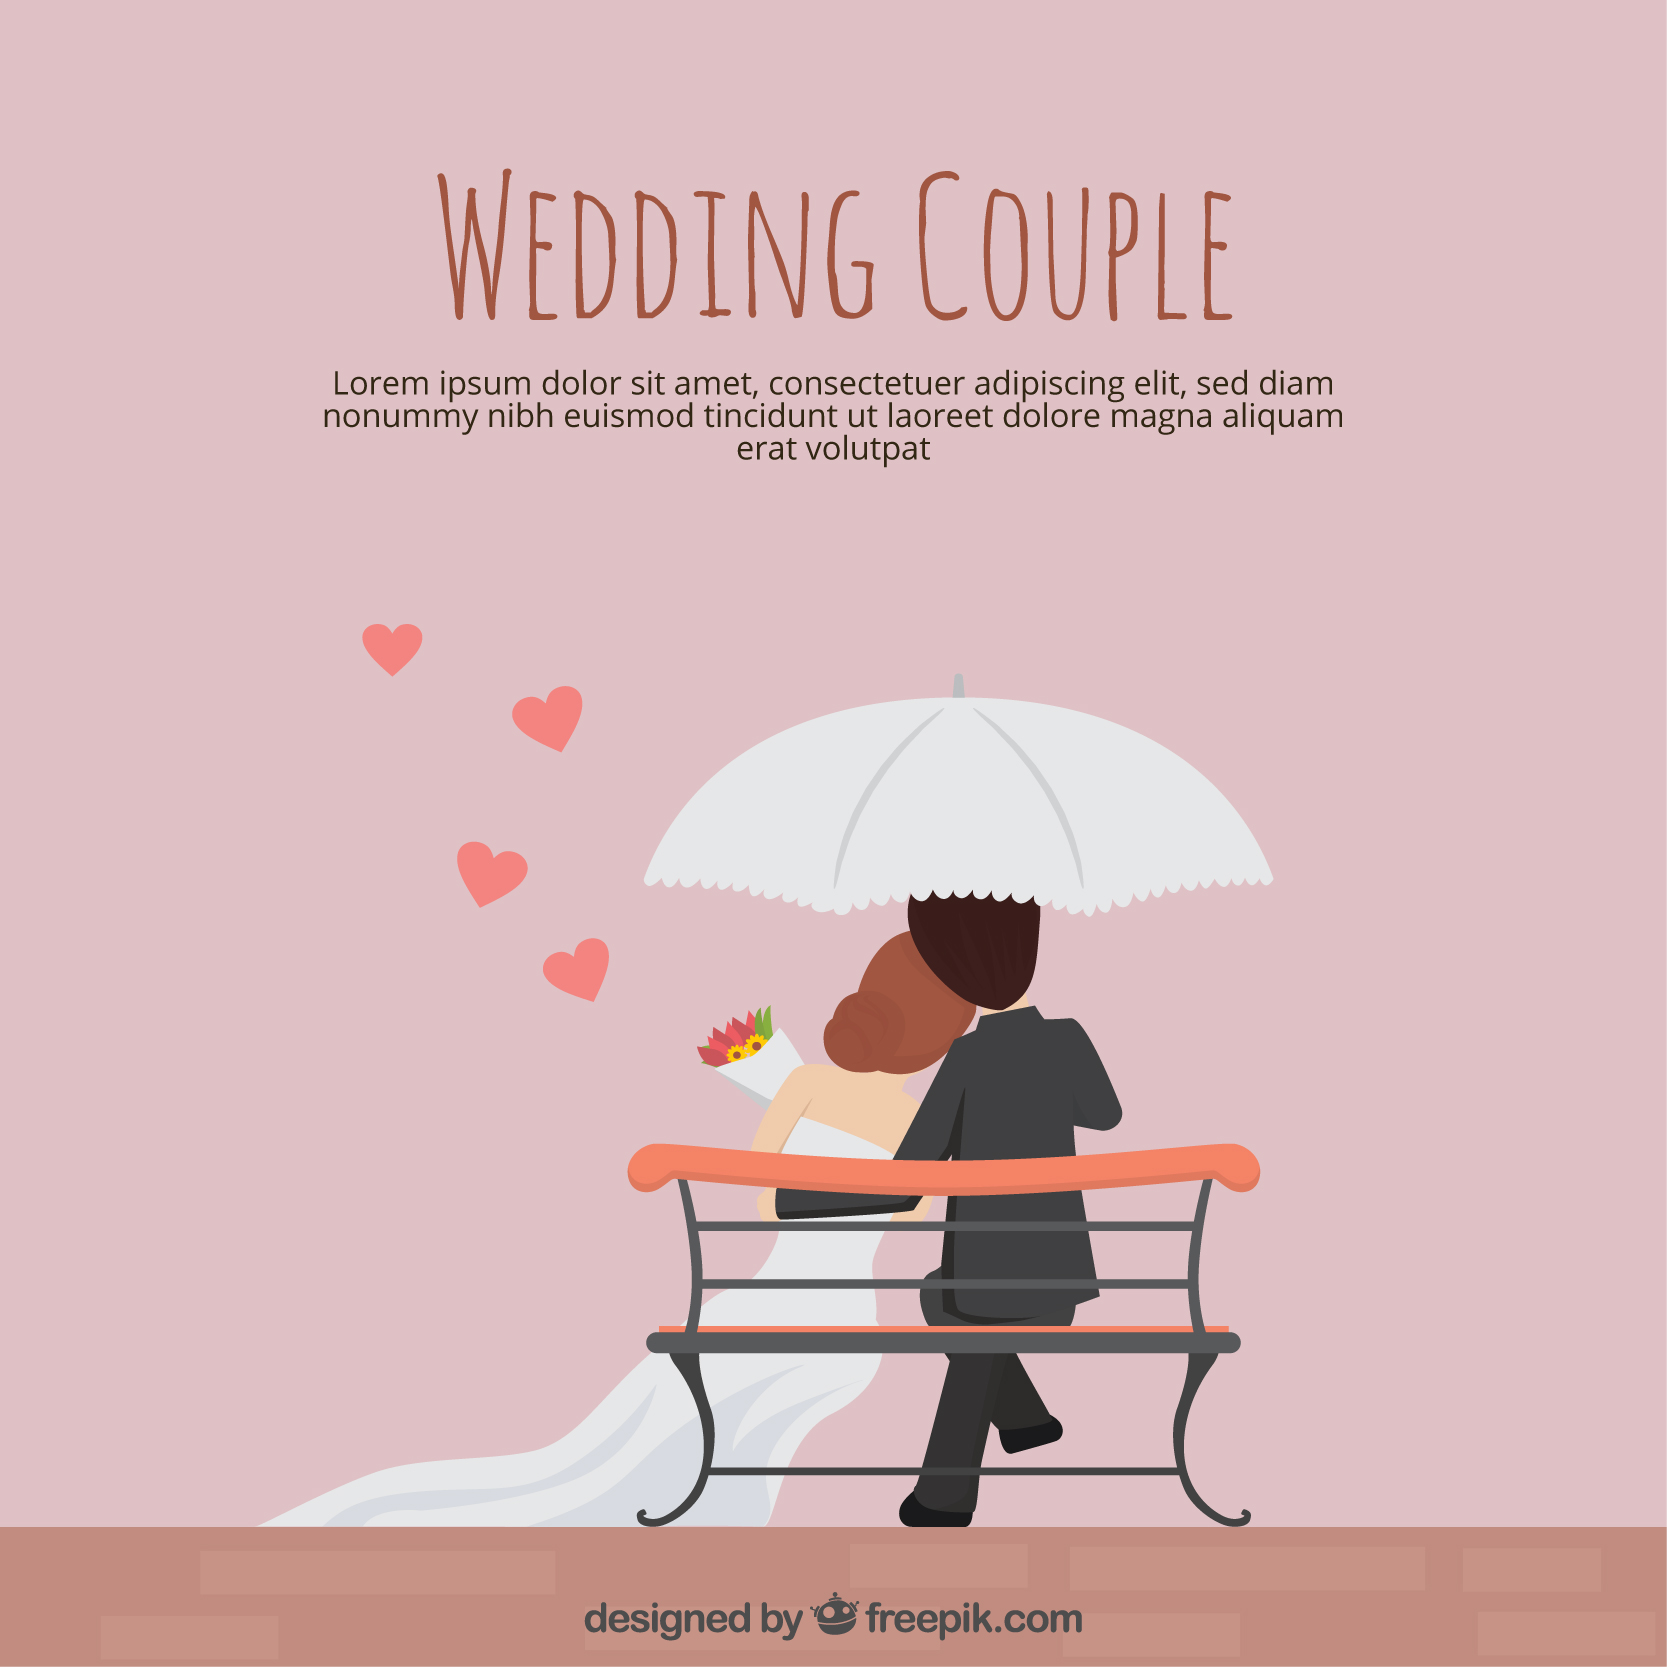 WEDDING COUPLE
Lorem ipsum dolor sit amet, consectetuer adipiscing elit, sed diam
nonummy nibh euismod tincidunt ut laoreet dolore magna aliquam
erat volutpat
designed by freepik.com